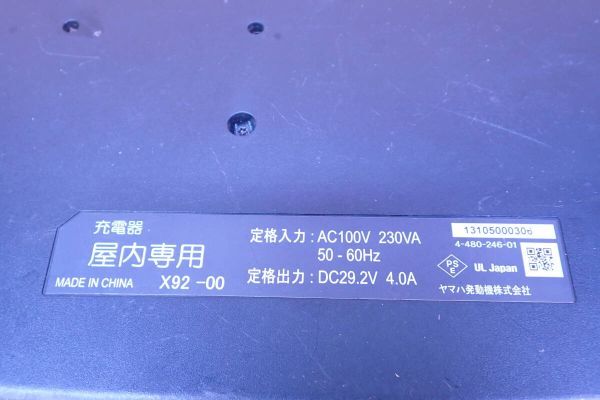 充電器
屋内専用
MADE IN CHINA X92-00
定格入力:AC100V 230VA
50-60Hz
定格出力:DC29.2V 4.0A
13105000306
4-480-246-01
PS
E
UL Japan
ヤマハ発動機株式会社